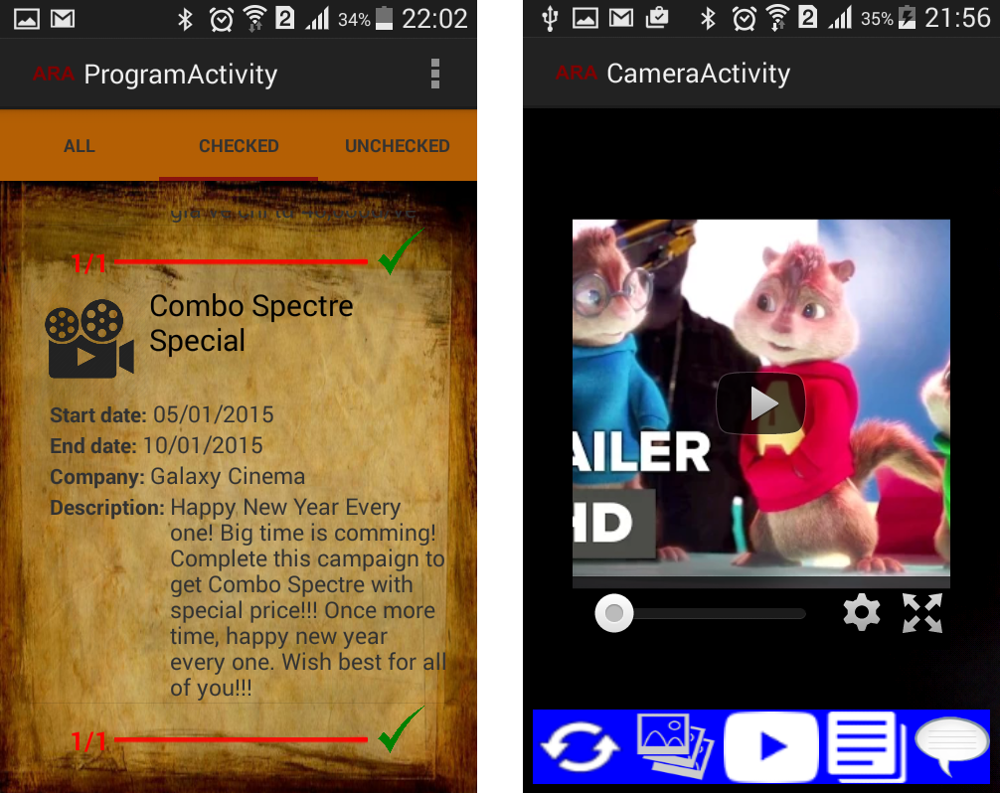 2 34% 22:02
ARA ProgramActivity
ALL CHECKED UNCHECKED
1/1
Combo Spectre
Special
Start date: 05/01/2015
End date: 10/01/2015
Company: Galaxy Cinema
Description: Happy New Year Every
one! Big time is comming!
Complete this campaign to
get Combo Spectre with
special price!!! Once more
time, happy new year
every one. Wish best for all
of you!!!
1/1
2 35% 21:56
ARA CameraActivity
AILER
HD